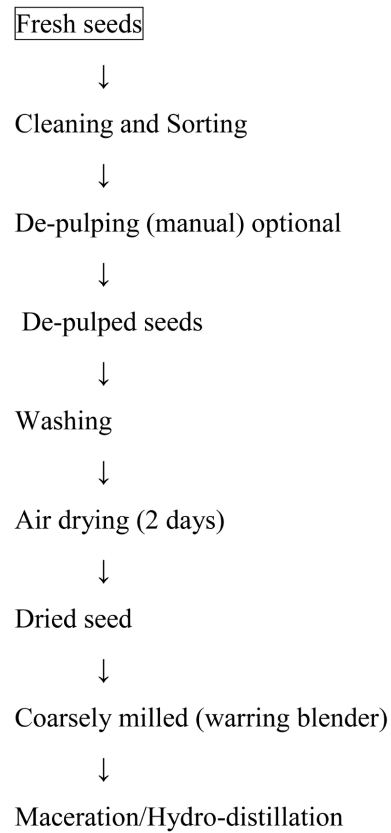 Fresh seeds
↓
Cleaning and Sorting
↓
De-pulping (manual) optional
↓
De-pulped seeds
↓
Washing
↓
Air drying (2 days)
↓
Dried seed
↓
Coarsely milled (warring blender)
↓
Maceration/Hydro-distillation